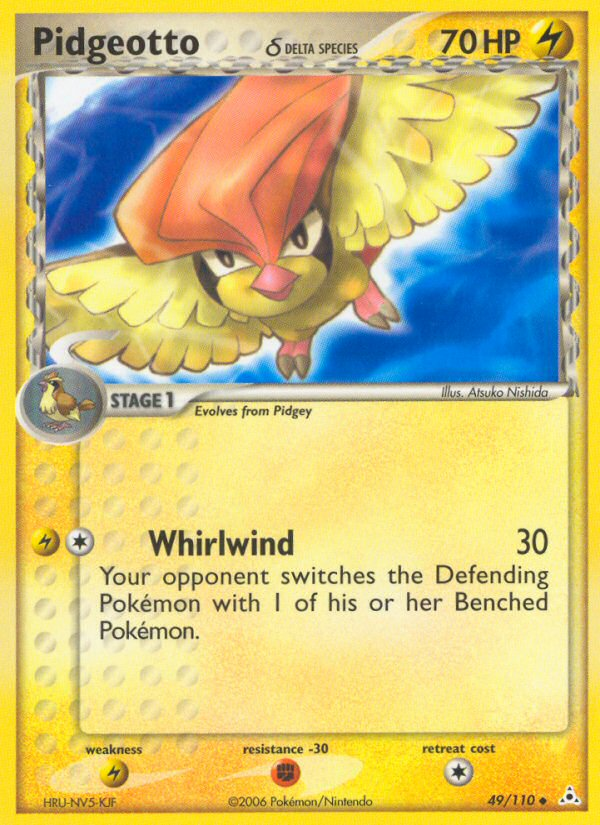 Pidgeotto δ DELTA SPECIES 70 HP
Illus. Atsuko Nishida
STAGE 1
Evolves from Pidgey
Whirlwind 30
Your opponent switches the Defending
Pokémon with 1 of his or her Benched
Pokémon.
weakness resistance -30 retreat cost
HRU-NV5-KJF ©2006 Pokémon/Nintendo 49/110